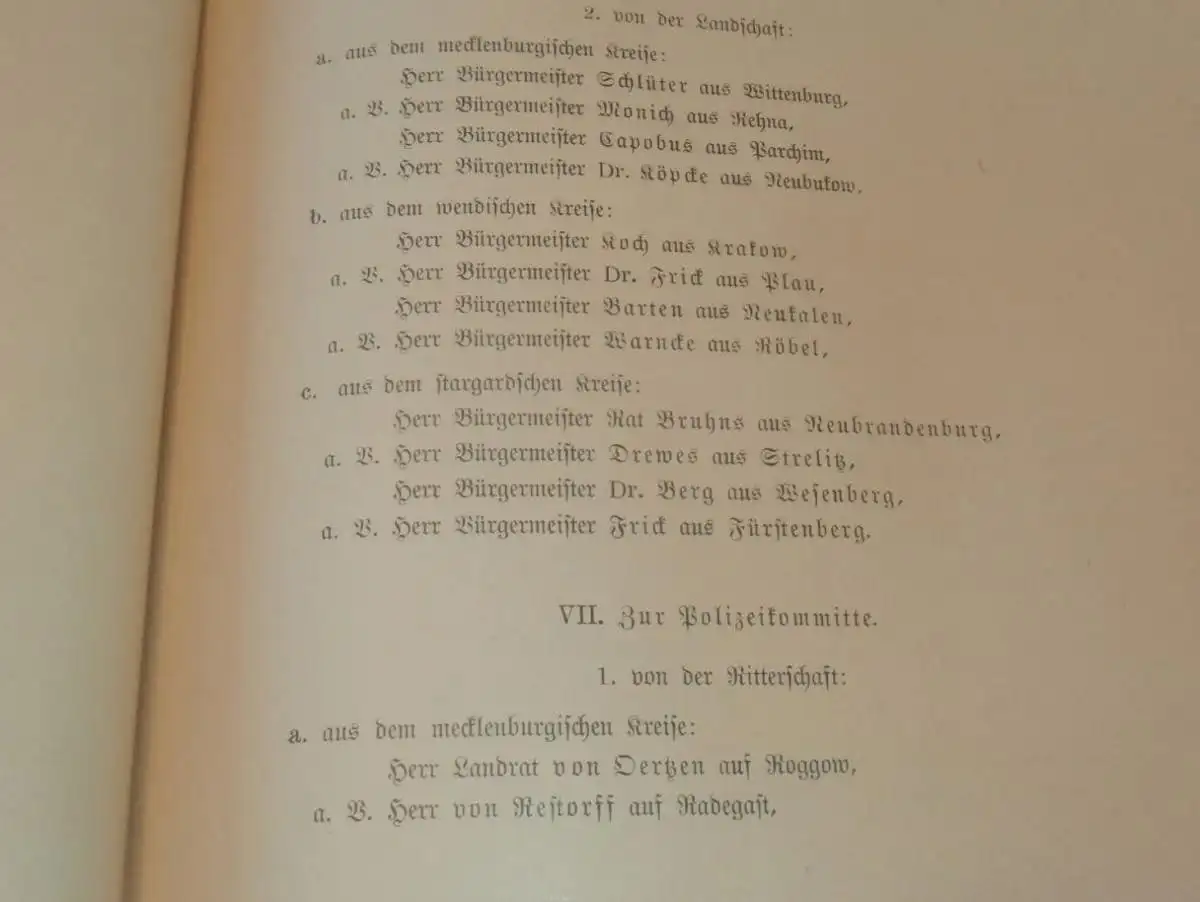 2. von der Landschaft:
a. aus dem mecklenburgischen Kreise:
Herr Bürgermeister Schlüter aus Wittenburg,
a. V. Herr Bürgermeister Monich aus Rehna,
Herr Bürgermeister Capobus aus Parchim,
a. V. Herr Bürgermeister Dr. Köpcke aus Neubukow.
b. aus dem wendischen Kreise:
Herr Bürgermeister Koch aus Krakow,
a. V. Herr Bürgermeister Dr. Frick aus Plau,
Herr Bürgermeister Barten aus Neukalen,
a. V. Herr Bürgermeister Warncke aus Röbel,
c. aus dem stargardschen Kreise:
Herr Bürgermeister Rat Bruhns aus Neubrandenburg,
a. V. Herr Bürgermeister Drewes aus Strelitz,
Herr Bürgermeister Dr. Berg aus Wesenberg,
a. V. Herr Bürgermeister Frick aus Fürstenberg.
VII. Zur Polizeikommitte.
1. von der Ritterschaft:
a. aus dem mecklenburgischen Kreise:
Herr Landrat von Oertzen auf Roggow,
a. V. Herr von Restorff auf Radegast,